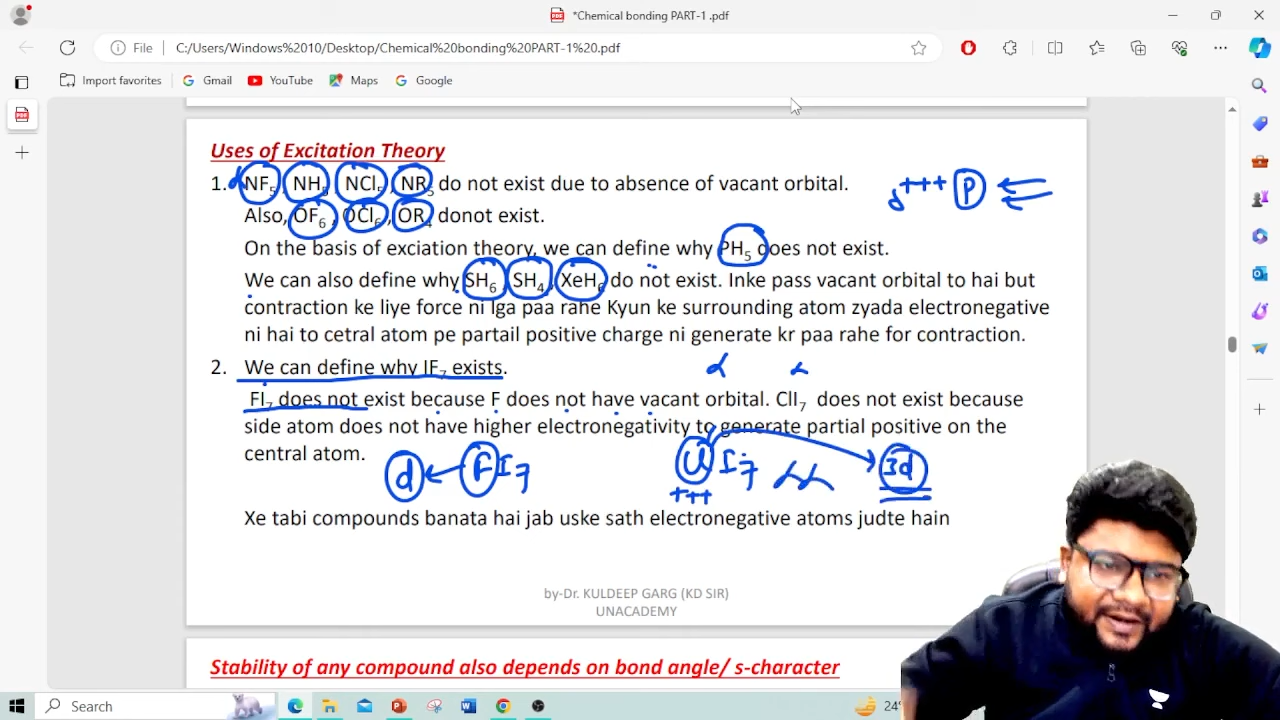 *Chemical bonding PART-1 .pdf
File C:/Users/Windows%2010/Desktop/Chemical%20bonding%20PART-1%20.pdf
Import favorites Gmail YouTube Maps Google
Uses of Excitation Theory
1. NF5, NH5, NCl5, NR5 do not exist due to absence of vacant orbital.
δ+++ P
Also, OF6, OCl6, OR4 donot exist.
On the basis of exciation theory, we can define why PH5 does not exist.
We can also define why SH6, SH4, XeH6 do not exist. Inke pass vacant orbital to hai but
contraction ke liye force ni lga paa rahe Kyun ke surrounding atom zyada electronegative
ni hai to cetral atom pe partail positive charge ni generate kr paa rahe for contraction.
2. We can define why IF7 exists.
FI7 does not exist because F does not have vacant orbital. ClI7 does not exist because
side atom does not have higher electronegativity to generate partial positive on the
central atom.
d F I7 I7 3d
+++
Xe tabi compounds banata hai jab uske sath electronegative atoms judte hain
by-Dr. KULDEEP GARG (KD SIR)
UNACADEMY
Stability of any compound also depends on bond angle/ s-character
Search 24°